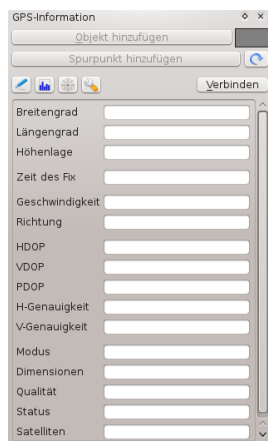 GPS-Information
Objekt hinzufügen
Spurpunkt hinzufügen
Verbinden
Breitengrad
Längengrad
Höhenlage
Zeit des Fix
Geschwindigkeit
Richtung
HDOP
VDOP
PDOP
H-Genauigkeit
V-Genauigkeit
Modus
Dimensionen
Qualität
Status
Satelliten